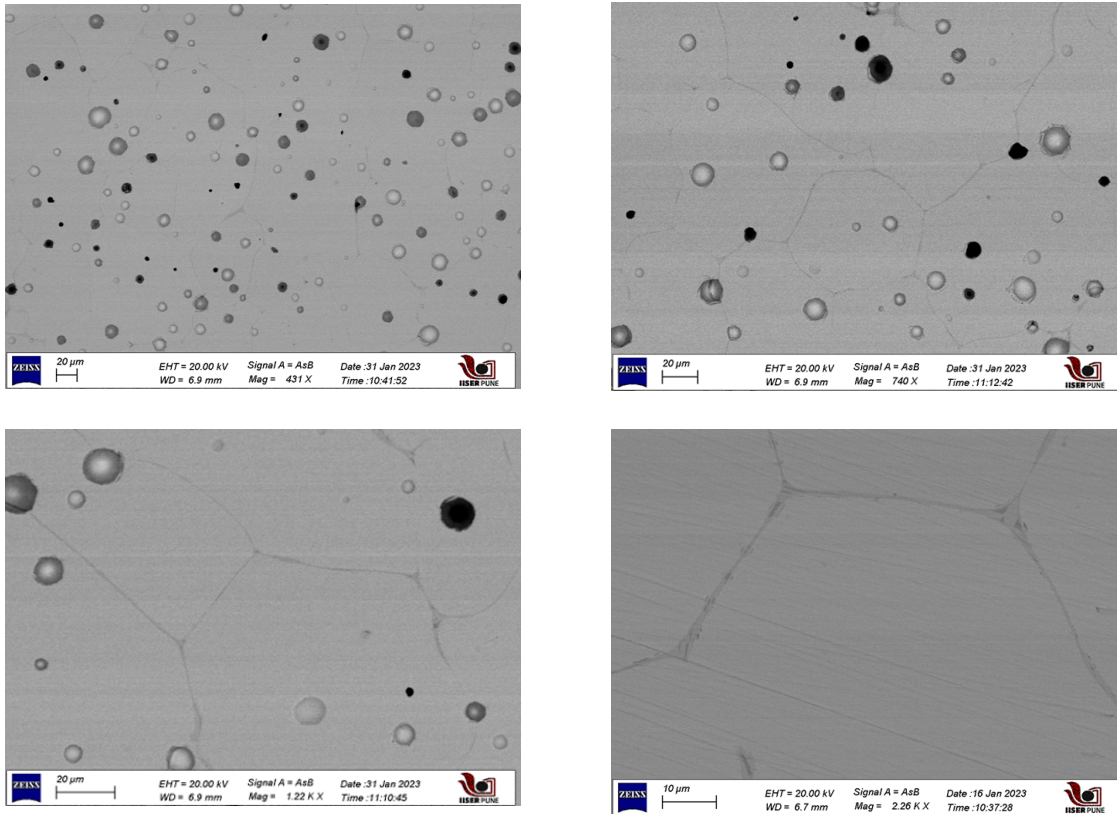 20 µm
ZEISS
EHT = 20.00 kV Signal A = AsB Date :31 Jan 2023
WD = 6.9 mm Mag = 431 X Time :10:41:52
IISER PUNE
20 µm
ZEISS
EHT = 20.00 kV Signal A = AsB Date :31 Jan 2023
WD = 6.9 mm Mag = 740 X Time :11:12:42
IISER PUNE
20 µm
ZEISS
EHT = 20.00 kV Signal A = AsB Date :31 Jan 2023
WD = 6.9 mm Mag = 1.22 K X Time :11:10:45
IISER PUNE
10 µm
ZEISS
EHT = 20.00 kV Signal A = AsB Date :16 Jan 2023
WD = 6.7 mm Mag = 2.26 K X Time :10:37:28
IISER PUNE